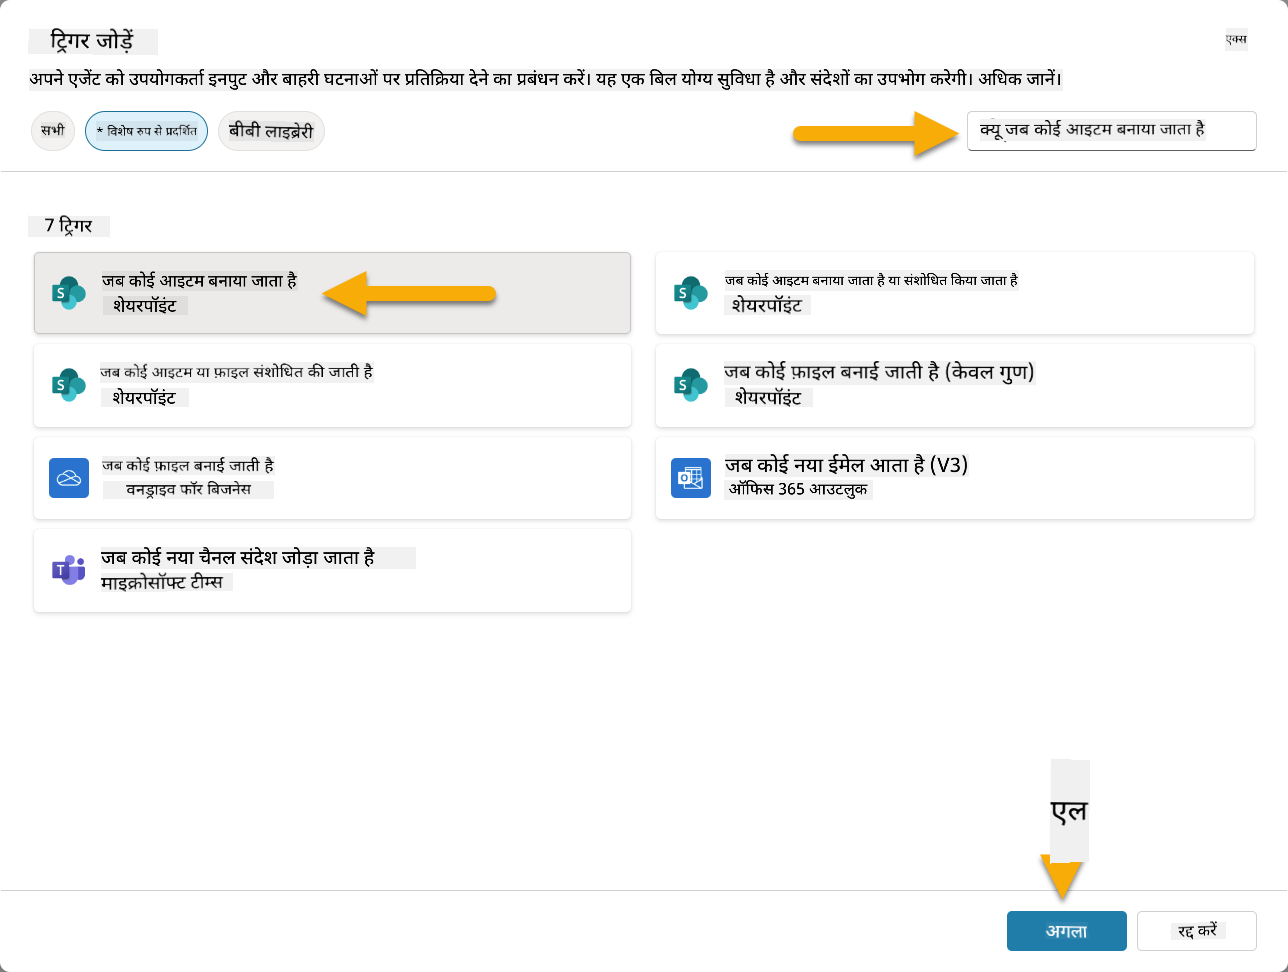 ट्रिगर जोड़ें
एक्स
अपने एजेंट को उपयोगकर्ता इनपुट और बाहरी घटनाओं पर प्रतिक्रिया देने का प्रबंधन करें। यह एक बिल योग्य सुविधा है और संदेशों का उपभोग करेगी। अधिक जानें।
सभी
* विशेष रुप से प्रदर्शित
बीबी लाइब्रेरी
क्यू जब कोई आइटम बनाया जाता है
7 ट्रिगर
जब कोई आइटम बनाया जाता है
शेयरपॉइंट
जब कोई आइटम बनाया जाता है या संशोधित किया जाता है
शेयरपॉइंट
जब कोई आइटम या फ़ाइल संशोधित की जाती है
शेयरपॉइंट
जब कोई फ़ाइल बनाई जाती है (केवल गुण)
शेयरपॉइंट
जब कोई फ़ाइल बनाई जाती है
वनड्राइव फॉर बिजनेस
जब कोई नया ईमेल आता है (V3)
ऑफिस 365 आउटलुक
जब कोई नया चैनल संदेश जोड़ा जाता है
माइक्रोसॉफ्ट टीम्स
एल
अगला
रद्द करें